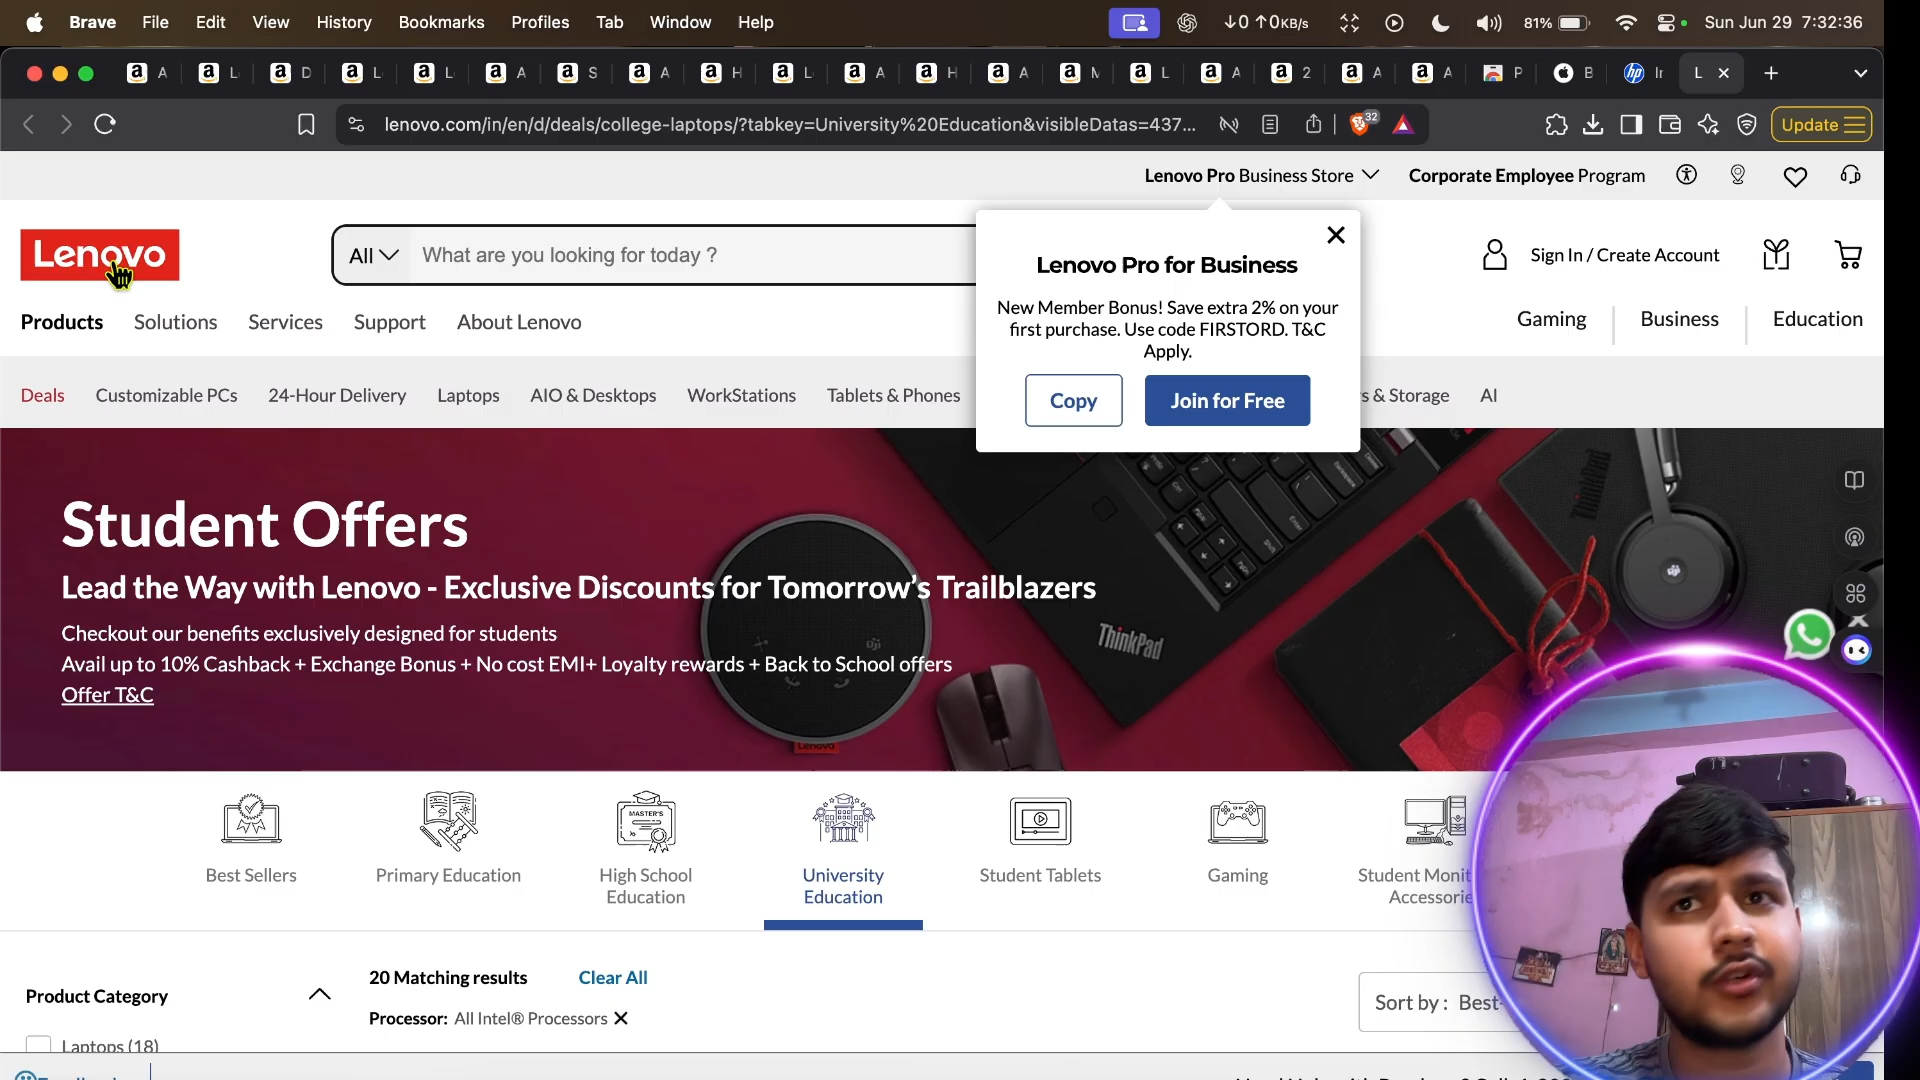 Brave File Edit View History Bookmarks Profiles Tab Window Help
↓0 ↑0KB/s 81% Sun Jun 29 7:32:36
A L D L L A S A H L A H A M L A 2 A A P B Ir L
lenovo.com/in/en/d/deals/college-laptops/?tabkey=University%20Education&visibleDatas=437...
32
Update
Lenovo Pro Business Store Corporate Employee Program
Lenovo
All What are you looking for today ?
Sign In / Create Account
Lenovo Pro for Business
New Member Bonus! Save extra 2% on your
first purchase. Use code FIRSTORD. T&C
Apply.
Copy Join for Free
Products Solutions Services Support About Lenovo
Gaming Business Education
Deals Customizable PCs 24-Hour Delivery Laptops AIO & Desktops WorkStations Tablets & Phones
& Storage AI
Student Offers
Lead the Way with Lenovo - Exclusive Discounts for Tomorrow's Trailblazers
Checkout our benefits exclusively designed for students
Avail up to 10% Cashback + Exchange Bonus + No cost EMI+ Loyalty rewards + Back to School offers
Offer T&C
ThinkPad
ThinkPad
Lenovo
Best Sellers
Primary Education
MASTER'S
High School
Education
University
Education
Student Tablets
Gaming
Student
Product Category
20 Matching results Clear All
Processor: All Intel® Processors
Sort by : Best-
Laptops (18)